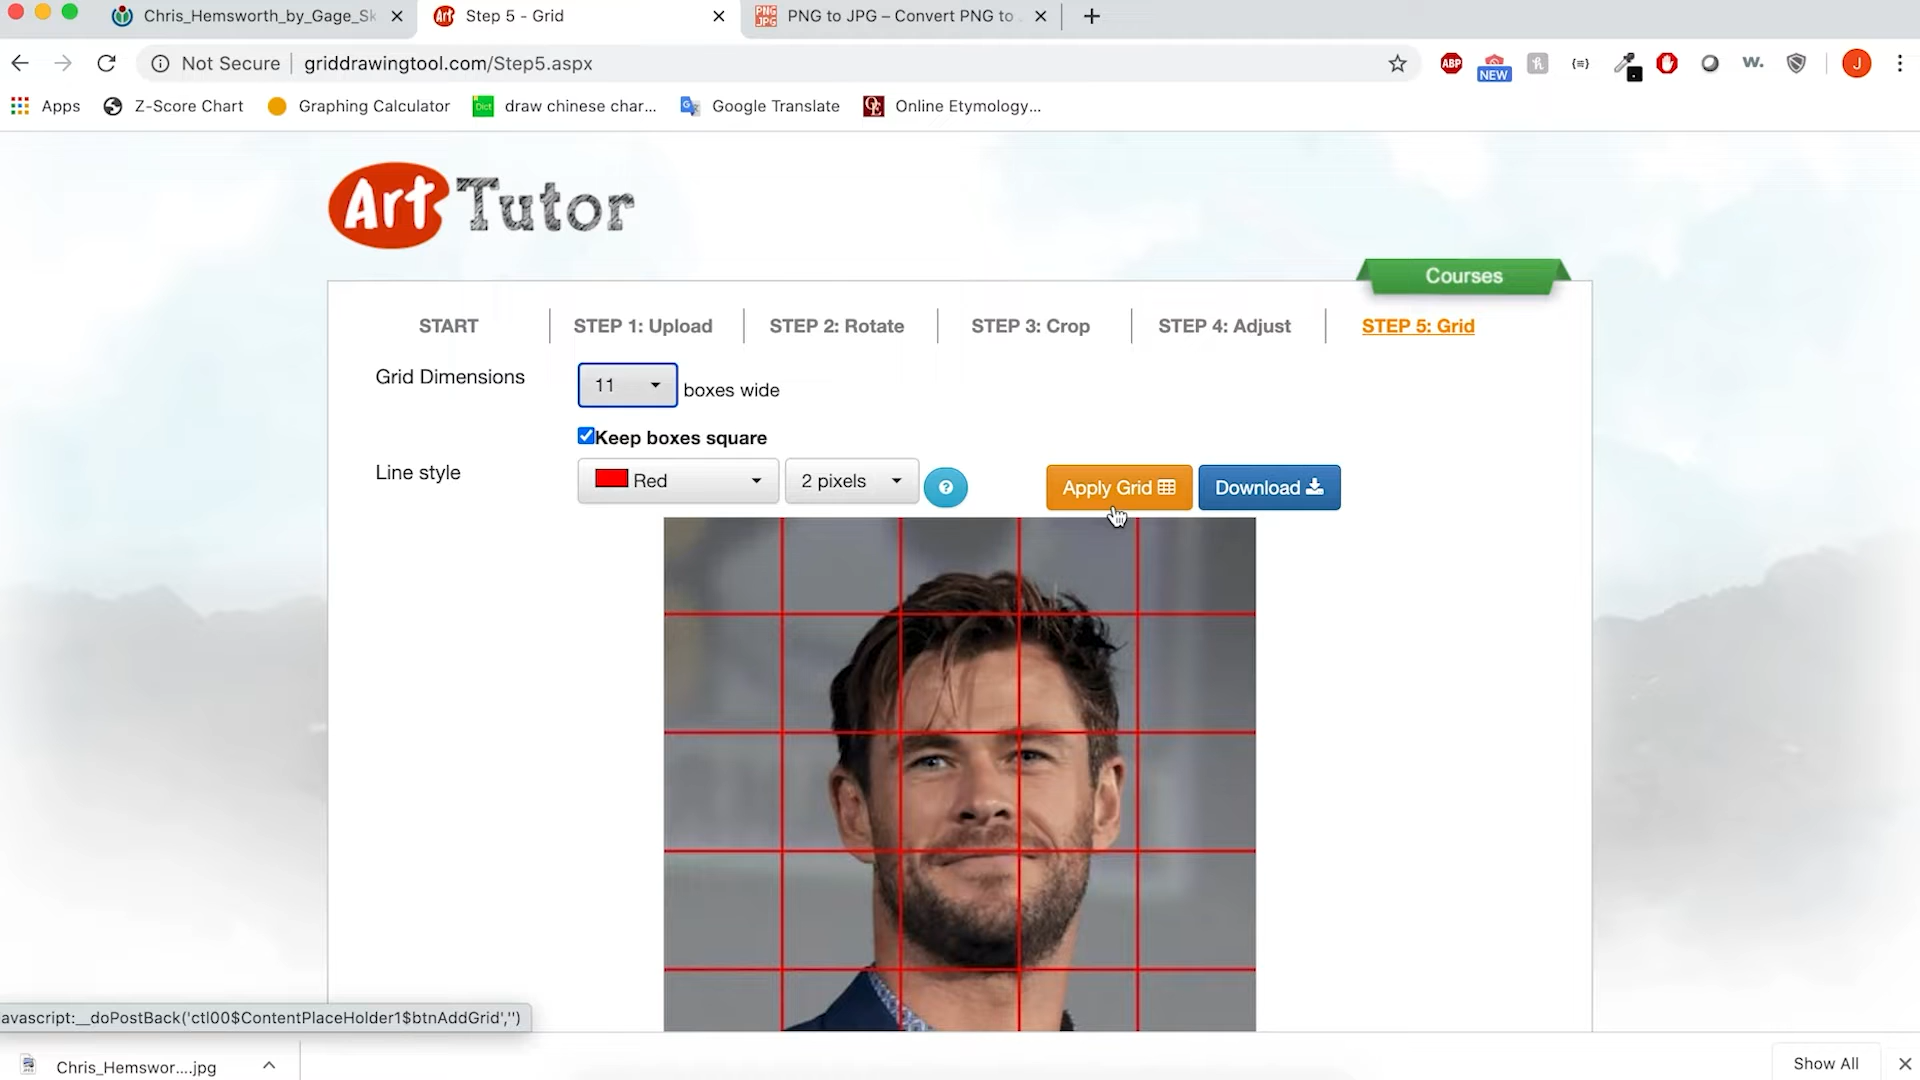 Chris_Hemsworth_by_Gage_Sk
Step 5 - Grid
PNG to JPG – Convert PNG to
Not Secure
griddrawingtool.com/Step5.aspx
ABP
NEW
W.
J
Apps
Z-Score Chart
Graphing Calculator
Dict
draw chinese char...
Google Translate
OE
Online Etymology...
Art Tutor
Courses
START
STEP 1: Upload
STEP 2: Rotate
STEP 3: Crop
STEP 4: Adjust
STEP 5: Grid
Grid Dimensions
11
boxes wide
Keep boxes square
Line style
Red
2 pixels
?
Apply Grid
Download
avascript:__doPostBack('ctl00$ContentPlaceHolder1$btnAddGrid','')
Chris_Hemswor....jpg
Show All